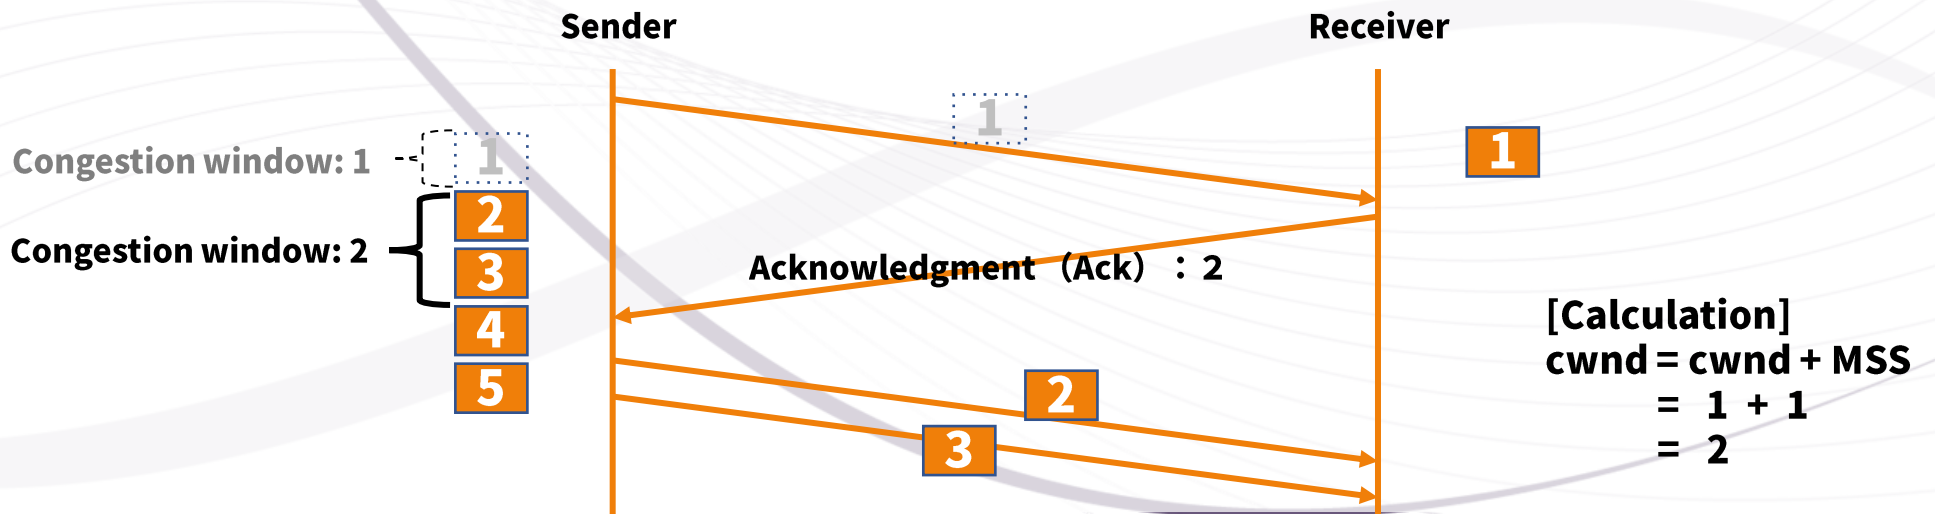 Sender
Receiver
1
Congestion window: 1
1
1
2
Congestion window: 2
3
Acknowledgment （Ack） ：2
4
5
2
3
[Calculation]
cwnd = cwnd + MSS
= 1 + 1
= 2